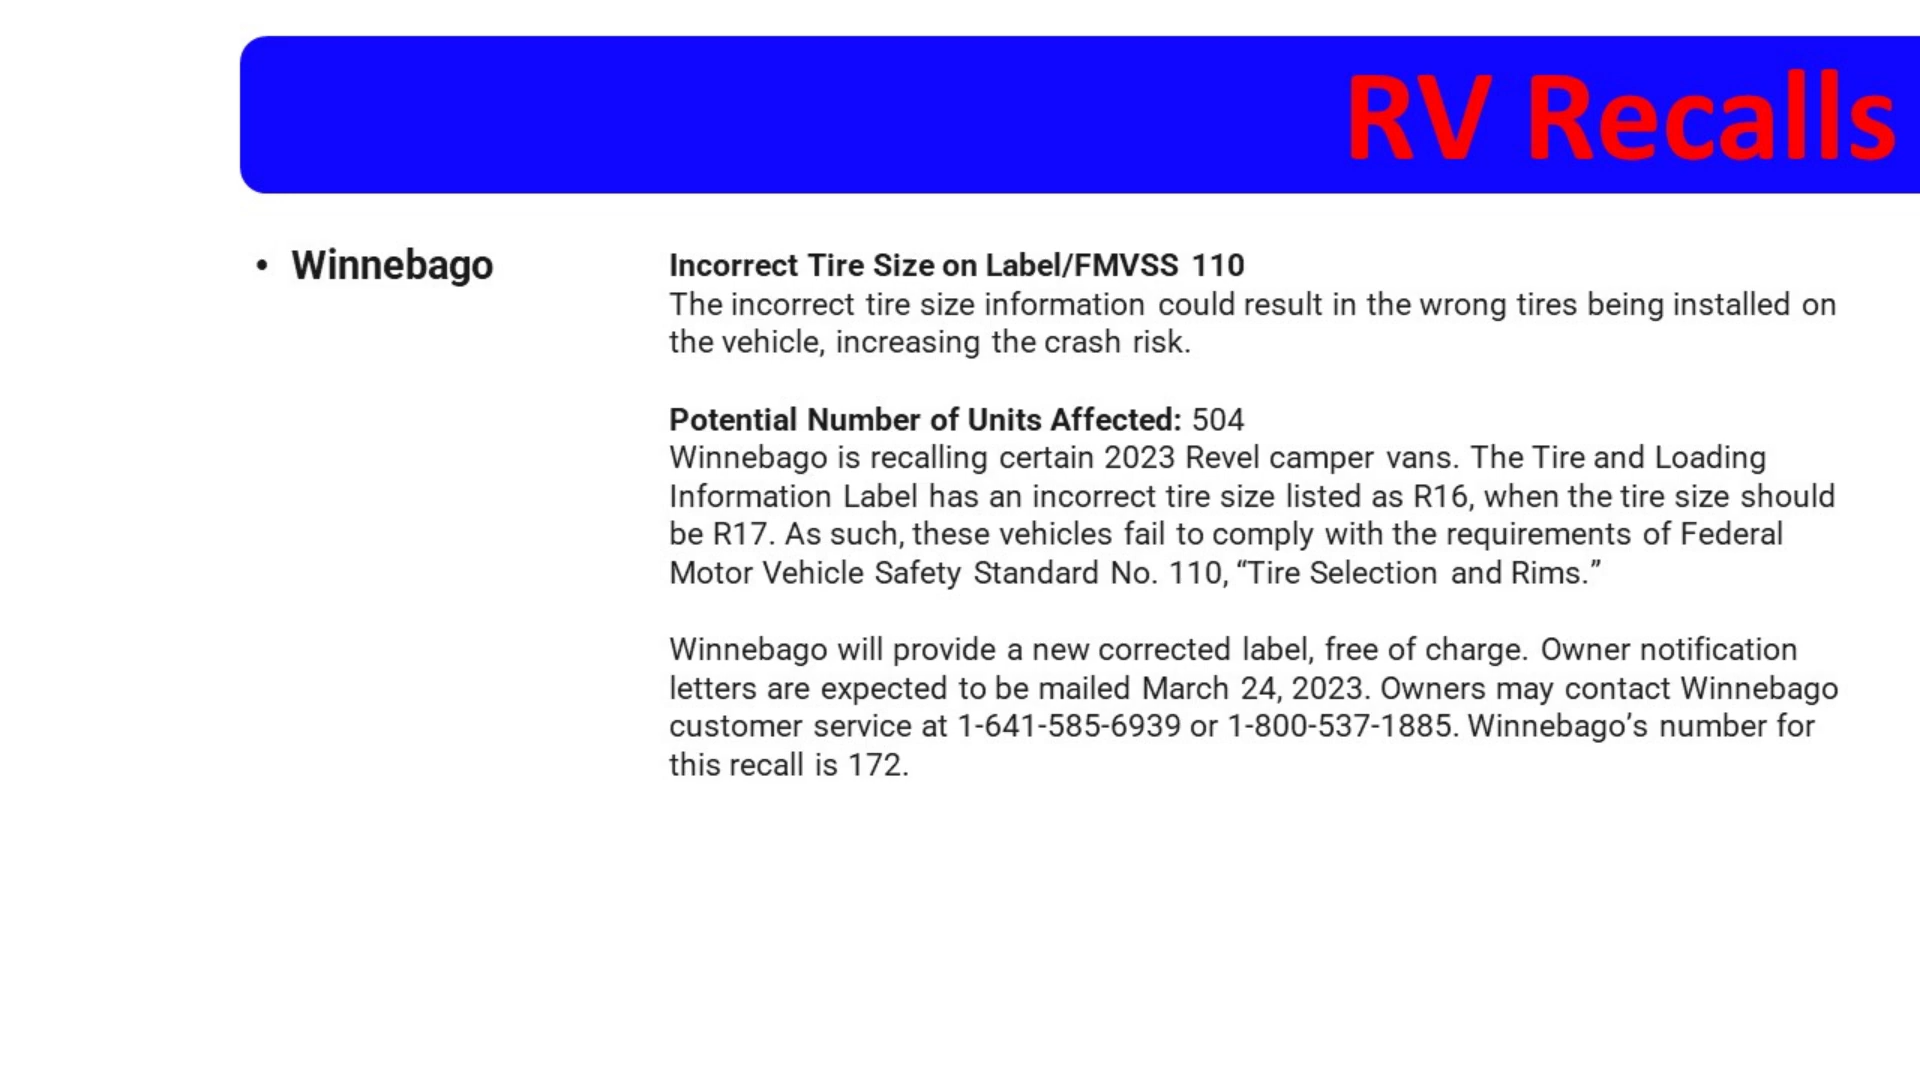 RV Recalls
• Winnebago
Incorrect Tire Size on Label/FMVSS 110
The incorrect tire size information could result in the wrong tires being installed on
the vehicle, increasing the crash risk.
Potential Number of Units Affected: 504
Winnebago is recalling certain 2023 Revel camper vans. The Tire and Loading
Information Label has an incorrect tire size listed as R16, when the tire size should
be R17. As such, these vehicles fail to comply with the requirements of Federal
Motor Vehicle Safety Standard No. 110, “Tire Selection and Rims.”
Winnebago will provide a new corrected label, free of charge. Owner notification
letters are expected to be mailed March 24, 2023. Owners may contact Winnebago
customer service at 1-641-585-6939 or 1-800-537-1885. Winnebago’s number for
this recall is 172.